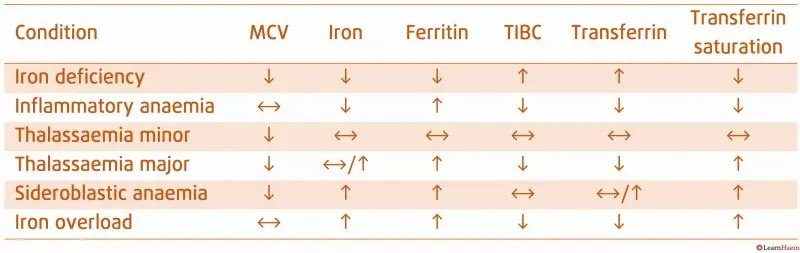 Condition MCV Iron Ferritin TIBC Transferrin Transferrin saturation
Iron deficiency ↓ ↓ ↓ ↑ ↑ ↓
Inflammatory anaemia ↔ ↓ ↑ ↓ ↓ ↓
Thalassaemia minor ↓ ↔ ↔ ↔ ↔ ↔
Thalassaemia major ↓ ↔/↑ ↑ ↓ ↓ ↑
Sideroblastic anaemia ↓ ↑ ↑ ↔ ↔/↑ ↑
Iron overload ↔ ↑ ↑ ↓ ↓ ↑
LearnHaem